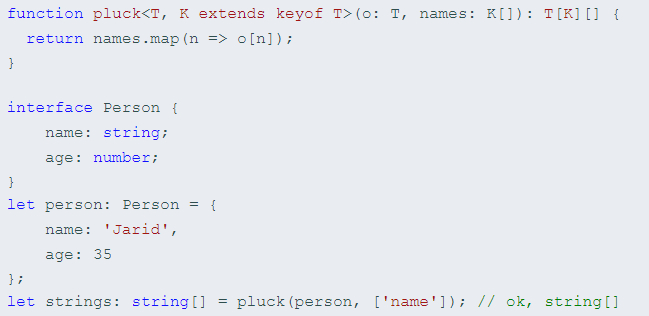 function pluck<T, K extends keyof T>(o: T, names: K[]): T[K][] {
  return names.map(n => o[n]);
}

interface Person {
    name: string;
    age: number;
}
let person: Person = {
    name: 'Jarid',
    age: 35
};
let strings: string[] = pluck(person, ['name']); // ok, string[]